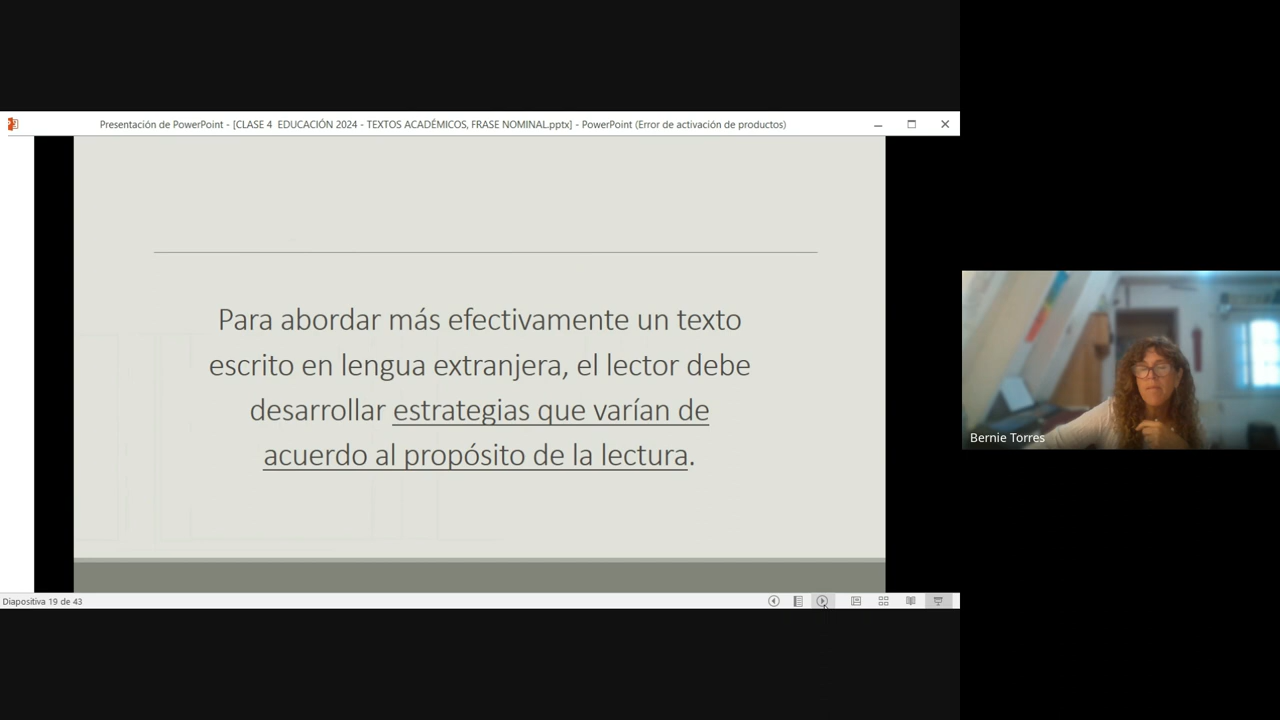 Presentación de PowerPoint - [CLASE 4  EDUCACIÓN 2024 - TEXTOS ACADÉMICOS, FRASE NOMINAL.pptx] - PowerPoint (Error de activación de productos)
Para abordar más efectivamente un texto
escrito en lengua extranjera, el lector debe
desarrollar estrategias que varían de
acuerdo al propósito de la lectura.
Bernie Torres
Diapositiva 19 de 43